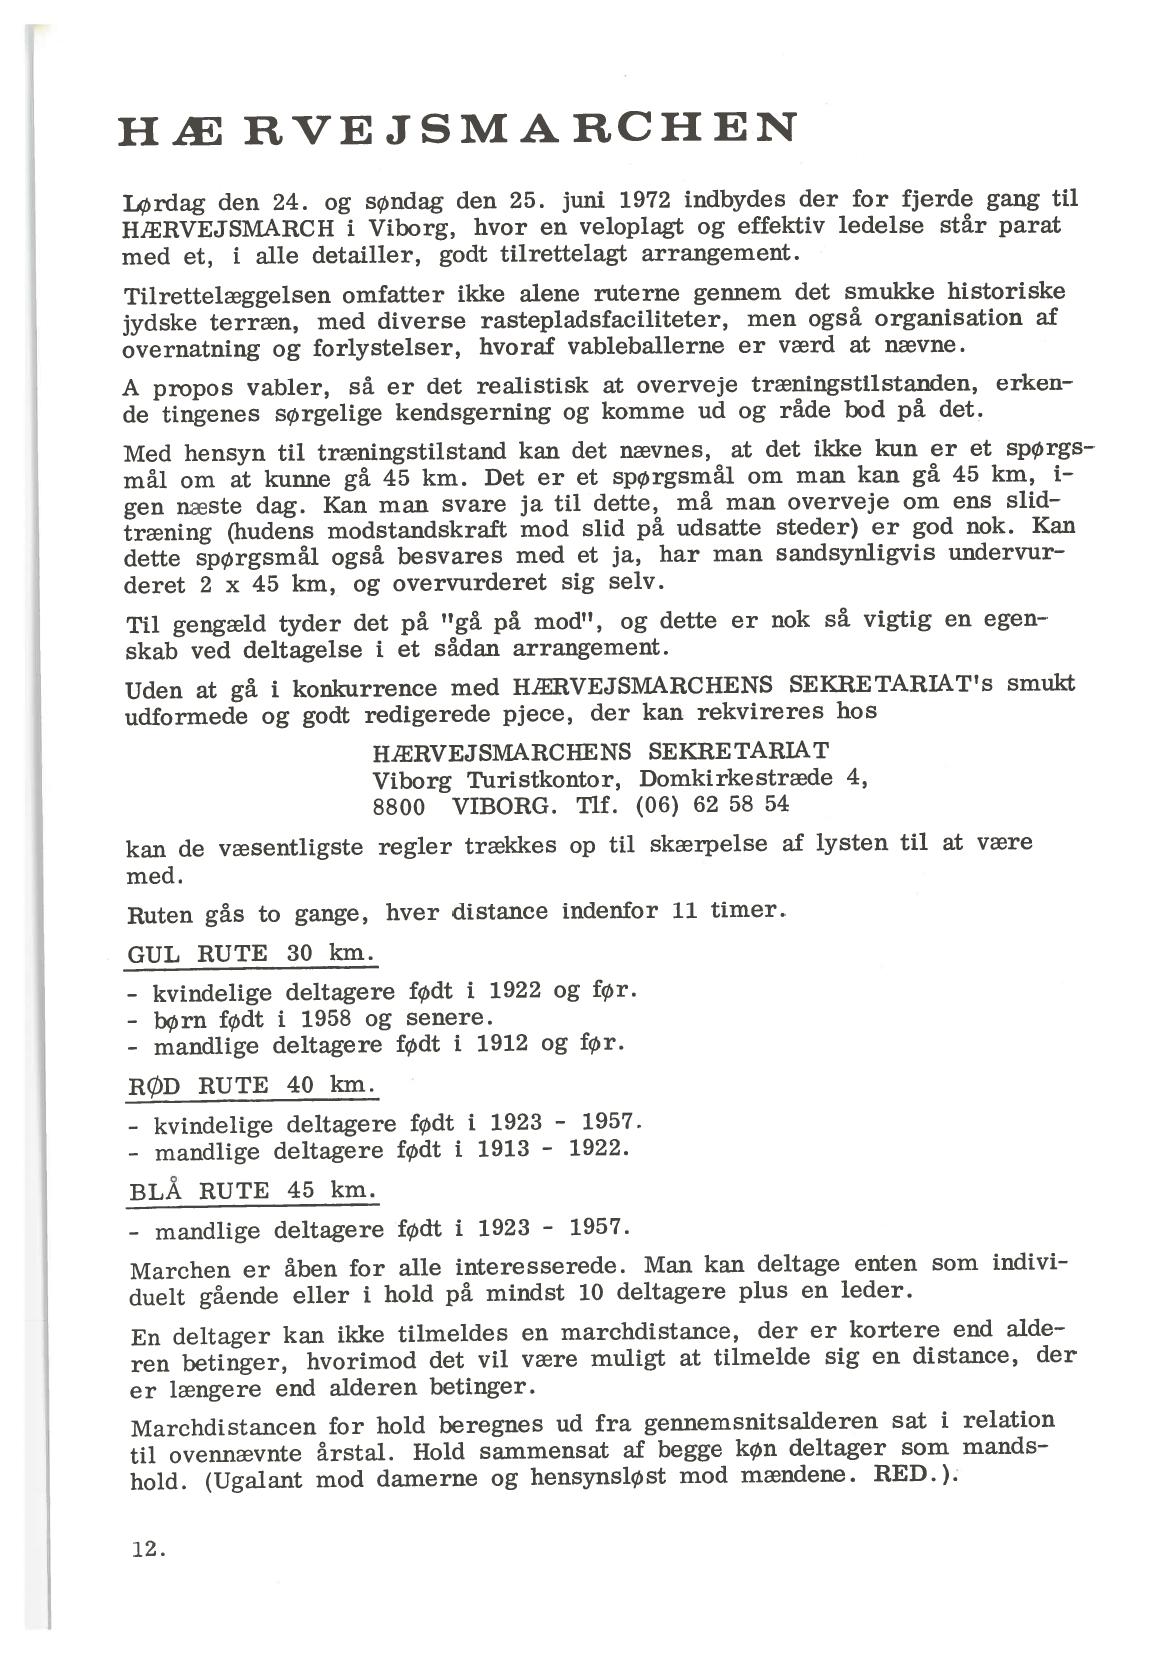 HÆRVEJSMARCHEN
Lørdag den 24. og søndag den 25. juni 1972 indbydes der for fjerde gang til
HÆRVEJSMARCH i Viborg, hvor en veloplagt og effektiv ledelse står parat
med et, i alle detailler, godt tilrettelagt arrangement.
Tilrettelæggelsen omfatter ikke alene ruterne gennem det smukke historiske
jydske terræn, med diverse rastepladsfaciliteter, men også organisation af
overnatning og forlystelser, hvoraf vableballerne er værd at nævne.
A propos vabler, så er det realistisk at overveje træningstilstanden, erken-
de tingenes sørgelige kendsgerning og komme ud og råde bod på det.
Med hensyn til træningstilstand kan det nævnes, at det ikke kun er et spørgs-
mål om at kunne gå 45 km. Det er et spørgsmål om man kan gå 45 km, i-
gen næste dag. Kan man svare ja til dette, må man overveje om ens slid-
træning (hudens modstandskraft mod slid på udsatte steder) er god nok. Kan
dette spørgsmål også besvares med et ja, har man sandsynligvis undervur-
deret 2 x 45 km, og overvurderet sig selv.
Til gengæld tyder det på "gå på mod", og dette er nok så vigtig en egen-
skab ved deltagelse i et sådan arrangement.
Uden at gå i konkurrence med HÆRVEJSMARCHENS SEKRETARIAT's smukt
udformede og godt redigerede pjece, der kan rekvireres hos
HÆRVEJSMARCHENS SEKRETARIAT
Viborg Turistkontor, Domkirkestræde 4,
8800 VIBORG. Tlf. (06) 62 58 54
kan de væsentligste regler trækkes op til skærpelse af lysten til at være
med.
Ruten gås to gange, hver distance indenfor 11 timer.
GUL RUTE 30 km.
- kvindelige deltagere født i 1922 og før.
- børn født i 1958 og senere.
- mandlige deltagere født i 1912 og før.
RØD RUTE 40 km.
- kvindelige deltagere født i 1923 - 1957.
- mandlige deltagere født i 1913 - 1922.
BLÅ RUTE 45 km.
- mandlige deltagere født i 1923 - 1957.
Marchen er åben for alle interesserede. Man kan deltage enten som indivi-
duelt gående eller i hold på mindst 10 deltagere plus en leder.
En deltager kan ikke tilmeldes en marchdistance, der er kortere end alde-
ren betinger, hvorimod det vil være muligt at tilmelde sig en distance, der
er længere end alderen betinger.
Marchdistancen for hold beregnes ud fra gennemsnitsalderen sat i relation
til ovennævnte årstal. Hold sammensat af begge køn deltager som mands-
hold. (Ugalant mod damerne og hensynsløst mod mændene. RED.).
12.